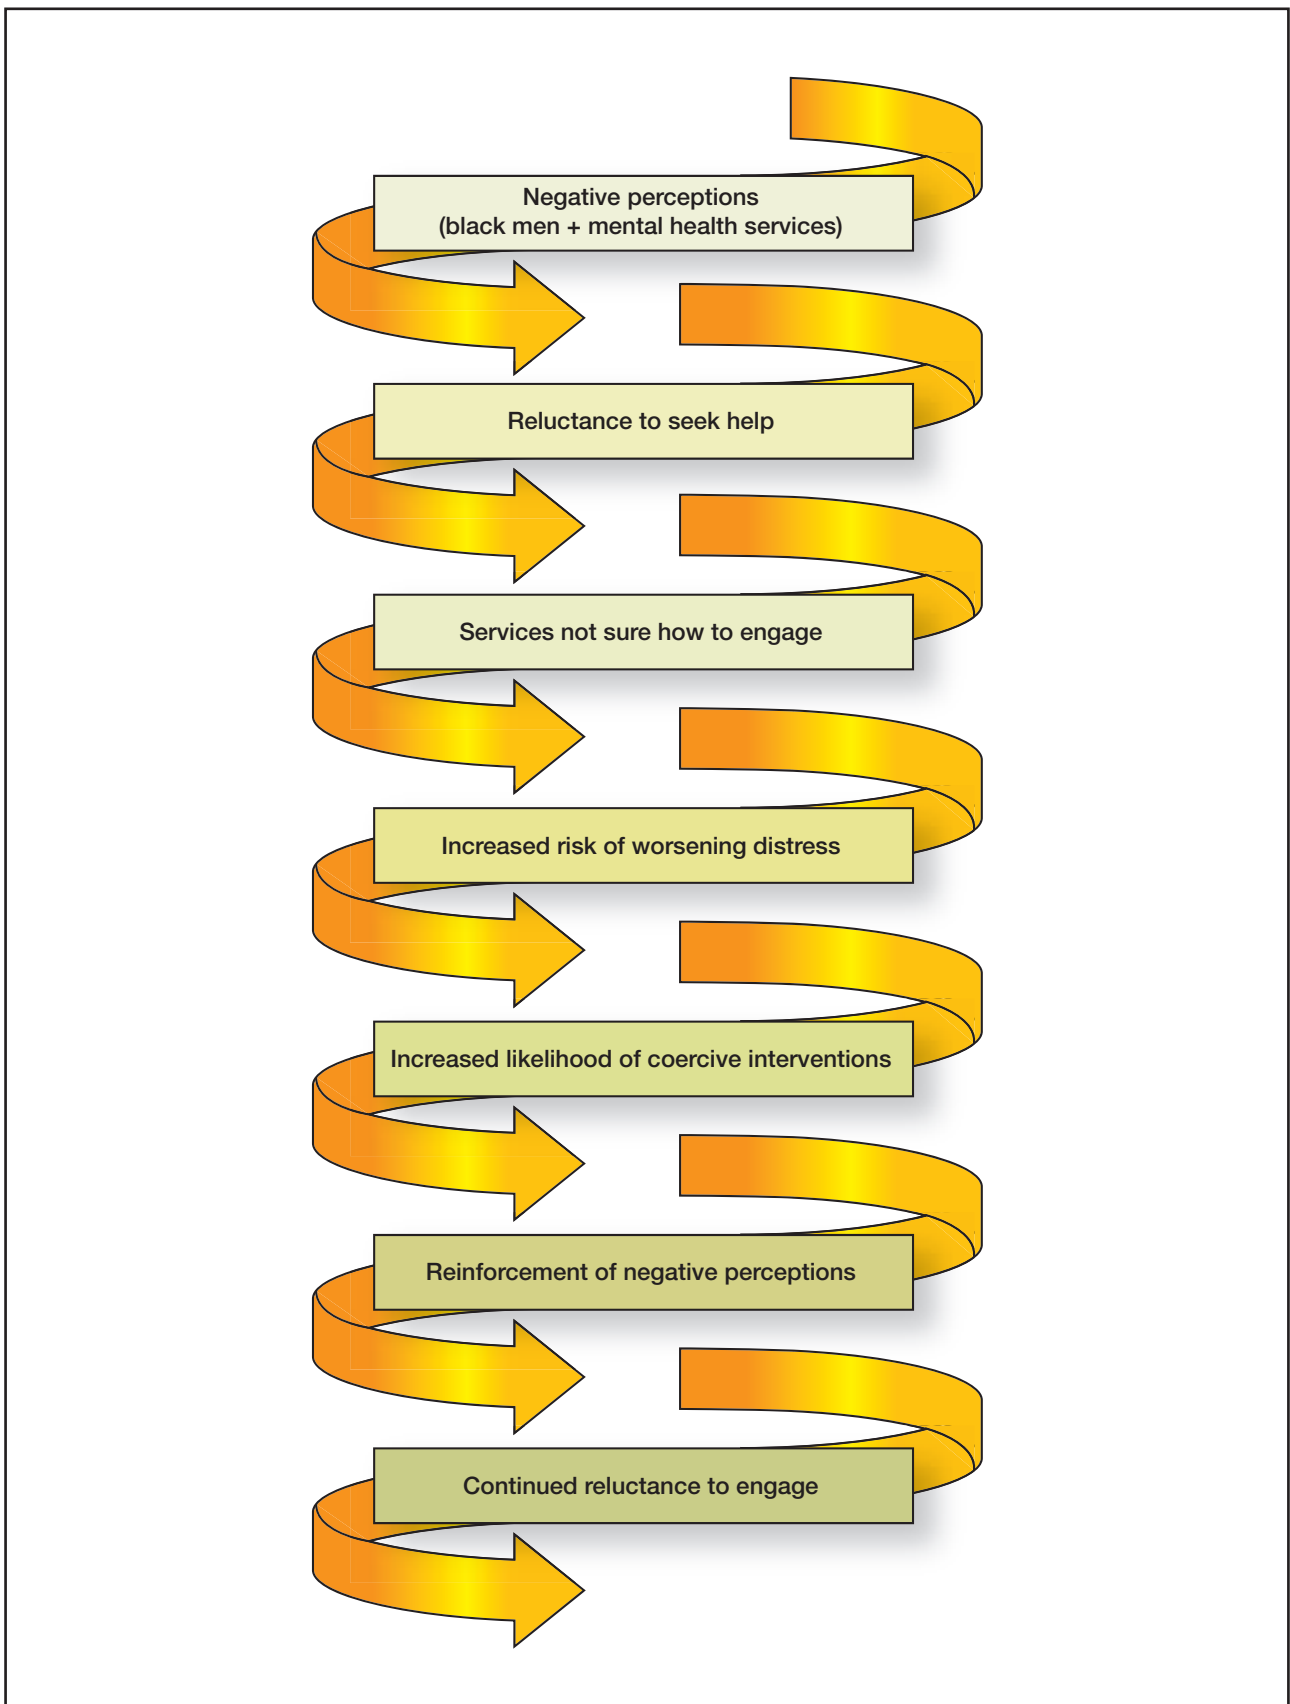 Negative perceptions
(black men + mental health services)
Reluctance to seek help
Services not sure how to engage
Increased risk of worsening distress
Increased likelihood of coercive interventions
Reinforcement of negative perceptions
Continued reluctance to engage